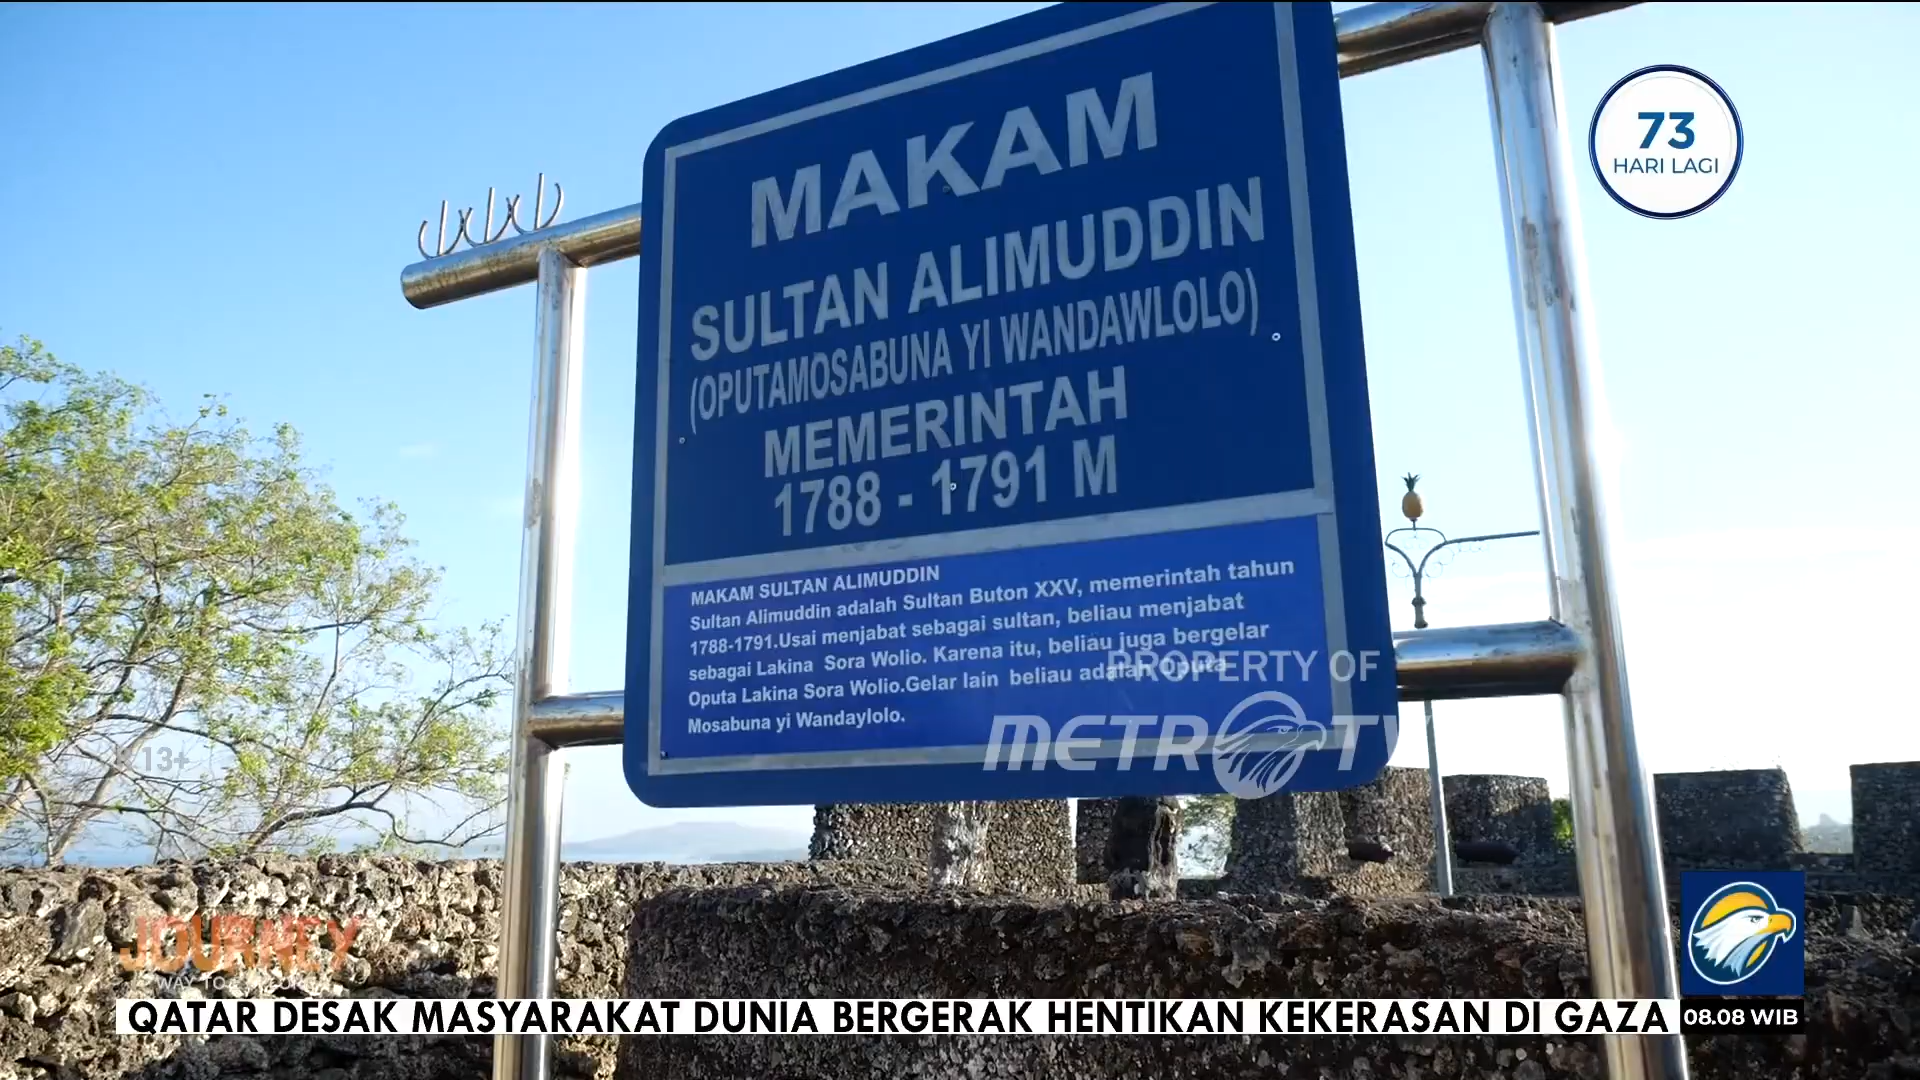 73
HARI LAGI
MAKAM
SULTAN ALIMUDDIN
(OPUTAMOSABUNA YI WANDAWLOLO)
MEMERINTAH
1788 - 1791 M
MAKAM SULTAN ALIMUDDIN
Sultan Alimuddin adalah Sultan Buton XXV, memerintah tahun
1788-1791.Usai menjabat sebagai sultan, beliau menjabat
sebagai Lakina Sora Wolio. Karena itu, beliau juga bergelar
Oputa Lakina Sora Wolio.Gelar lain beliau adalah Oputa
Mosabuna yi Wandaylolo.
PROPERTY OF
METRO TV
13+
JOURNEY
WAY TO
QATAR DESAK MASYARAKAT DUNIA BERGERAK HENTIKAN KEKERASAN DI GAZA
08.08 WIB